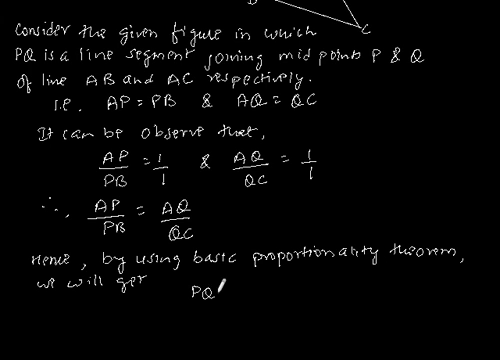 B
C
Consider the given figure in which
PQ is a line segment joining mid points P & Q
of line AB and AC respectively.
i.e. AP = PB & AQ = QC
It can be observe that,
AP/PB = 1/1 & AQ/QC = 1/1
∴, AP/PB = AQ/QC
Hence, by using basic proportionality theorem,
we will get
PQ